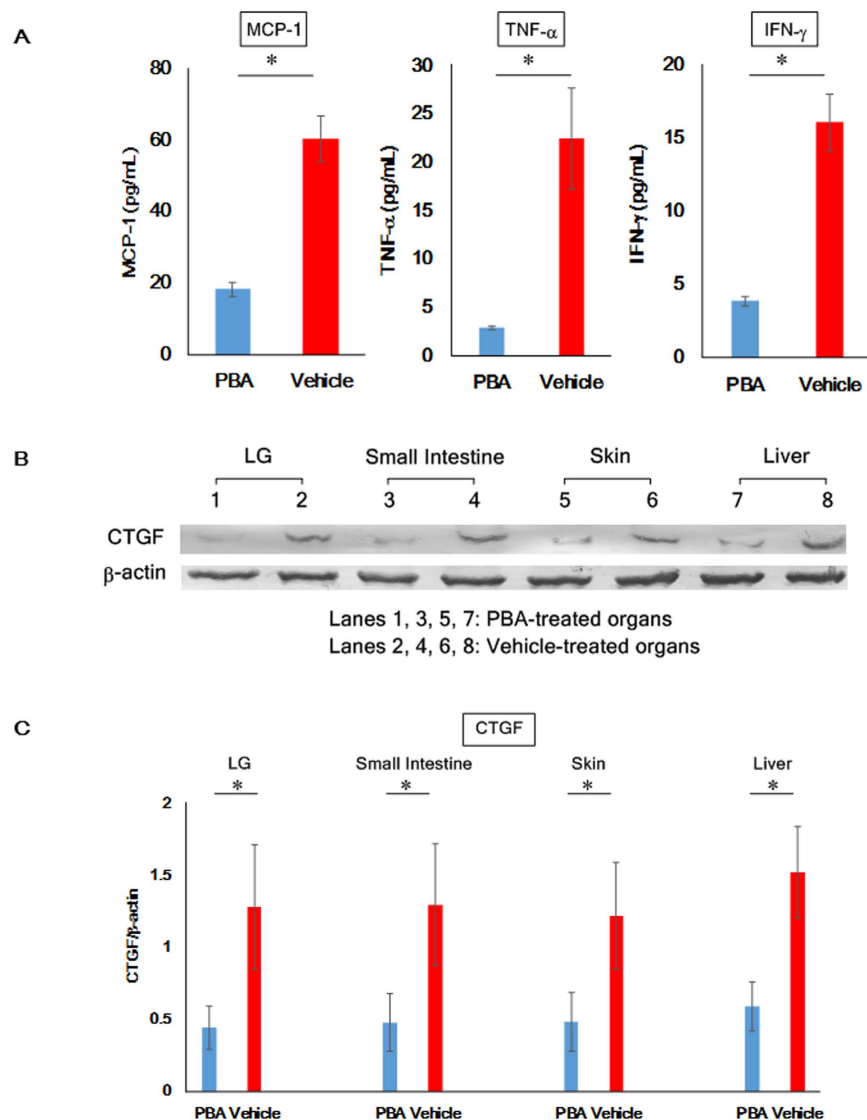 A
MCP-1
TNF-α
IFN-γ
*
*
*
MCP-1 (pg/mL)
80
60
40
20
0
PBA Vehicle
TNF-α (pg/mL)
30
25
20
15
10
5
0
PBA Vehicle
IFN-γ (pg/mL)
20
15
10
5
0
PBA Vehicle
B
LG Small Intestine Skin Liver
1 2 3 4 5 6 7 8
CTGF
β-actin
Lanes 1, 3, 5, 7: PBA-treated organs
Lanes 2, 4, 6, 8: Vehicle-treated organs
C
CTGF
LG Small Intestine Skin Liver
* * * *
CTGF/β-actin
2
1.5
1
0.5
0
PBA Vehicle PBA Vehicle PBA Vehicle PBA Vehicle